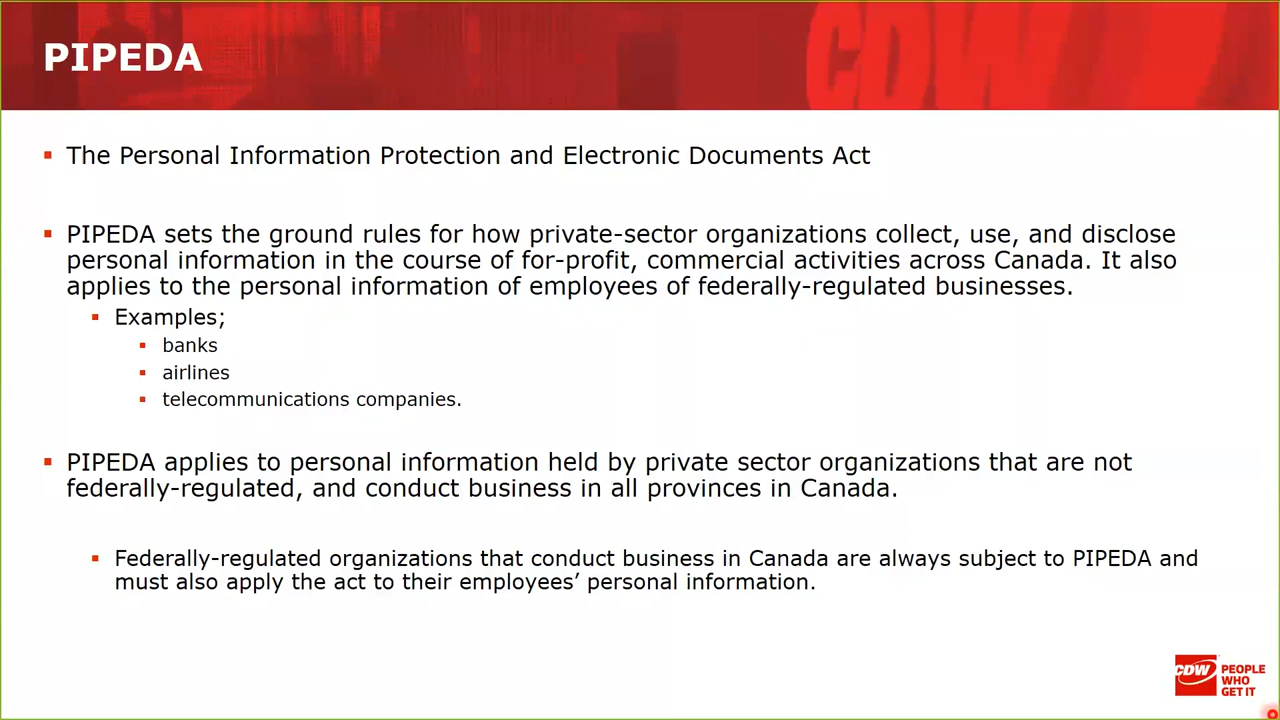 PIPEDA
CDW
The Personal Information Protection and Electronic Documents Act
PIPEDA sets the ground rules for how private-sector organizations collect, use, and disclose
personal information in the course of for-profit, commercial activities across Canada. It also
applies to the personal information of employees of federally-regulated businesses.
Examples;
banks
airlines
telecommunications companies.
PIPEDA applies to personal information held by private sector organizations that are not
federally-regulated, and conduct business in all provinces in Canada.
Federally-regulated organizations that conduct business in Canada are always subject to PIPEDA and
must also apply the act to their employees’ personal information.
CDW
PEOPLE
WHO
GET IT